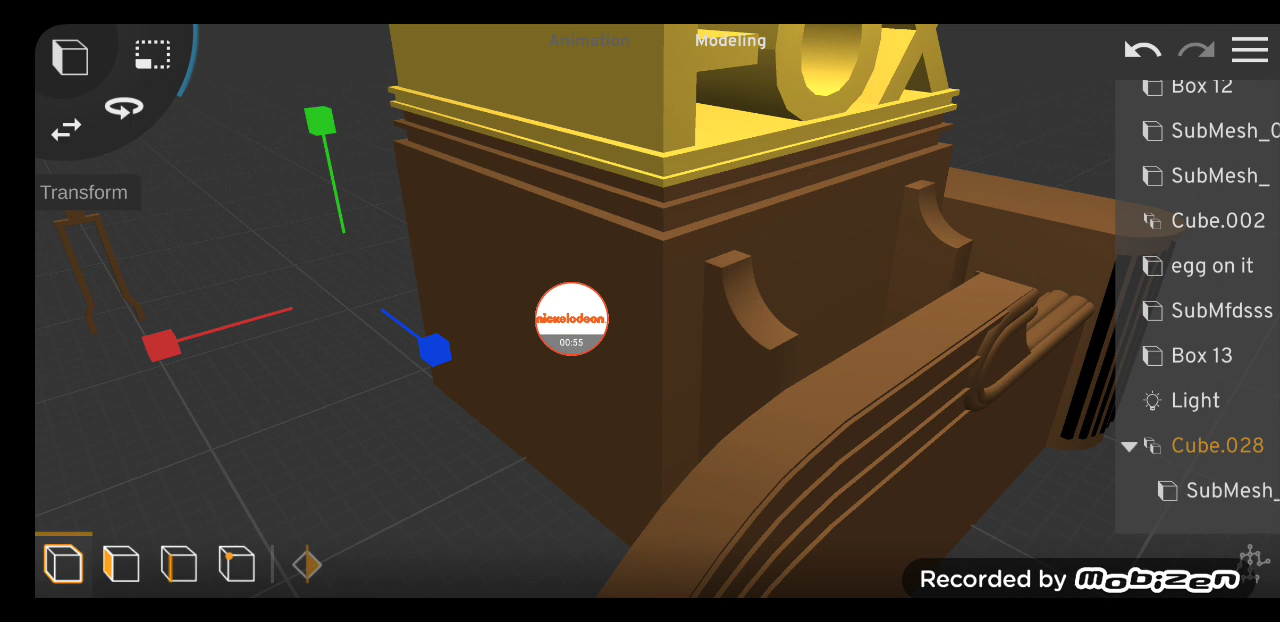 Animation
Modeling
Box 12
SubMesh_0
SubMesh_
Cube.002
egg on it
SubMfdsss
Box 13
Light
Cube.028
SubMesh_
Transform
nickelodeon
00:55
Recorded by mobizen